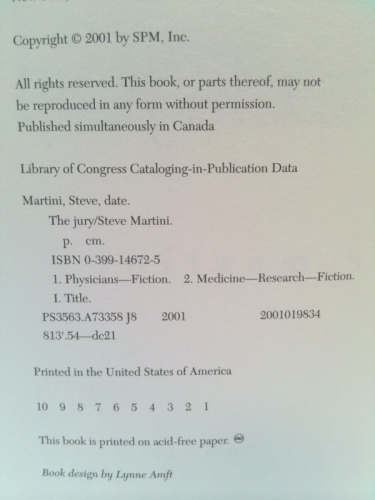 Copyright © 2001 by SPM, Inc.
All rights reserved. This book, or parts thereof, may not
be reproduced in any form without permission.
Published simultaneously in Canada
Library of Congress Cataloging-in-Publication Data
Martini, Steve, date.
The jury/Steve Martini.
p. cm.
ISBN 0-399-14672-5
1. Physicians—Fiction. 2. Medicine—Research—Fiction.
I. Title.
PS3563.A73358 J8 2001 2001019834
813'.54—dc21
Printed in the United States of America
10 9 8 7 6 5 4 3 2 1
This book is printed on acid-free paper. ♾
Book design by Lynne Amft